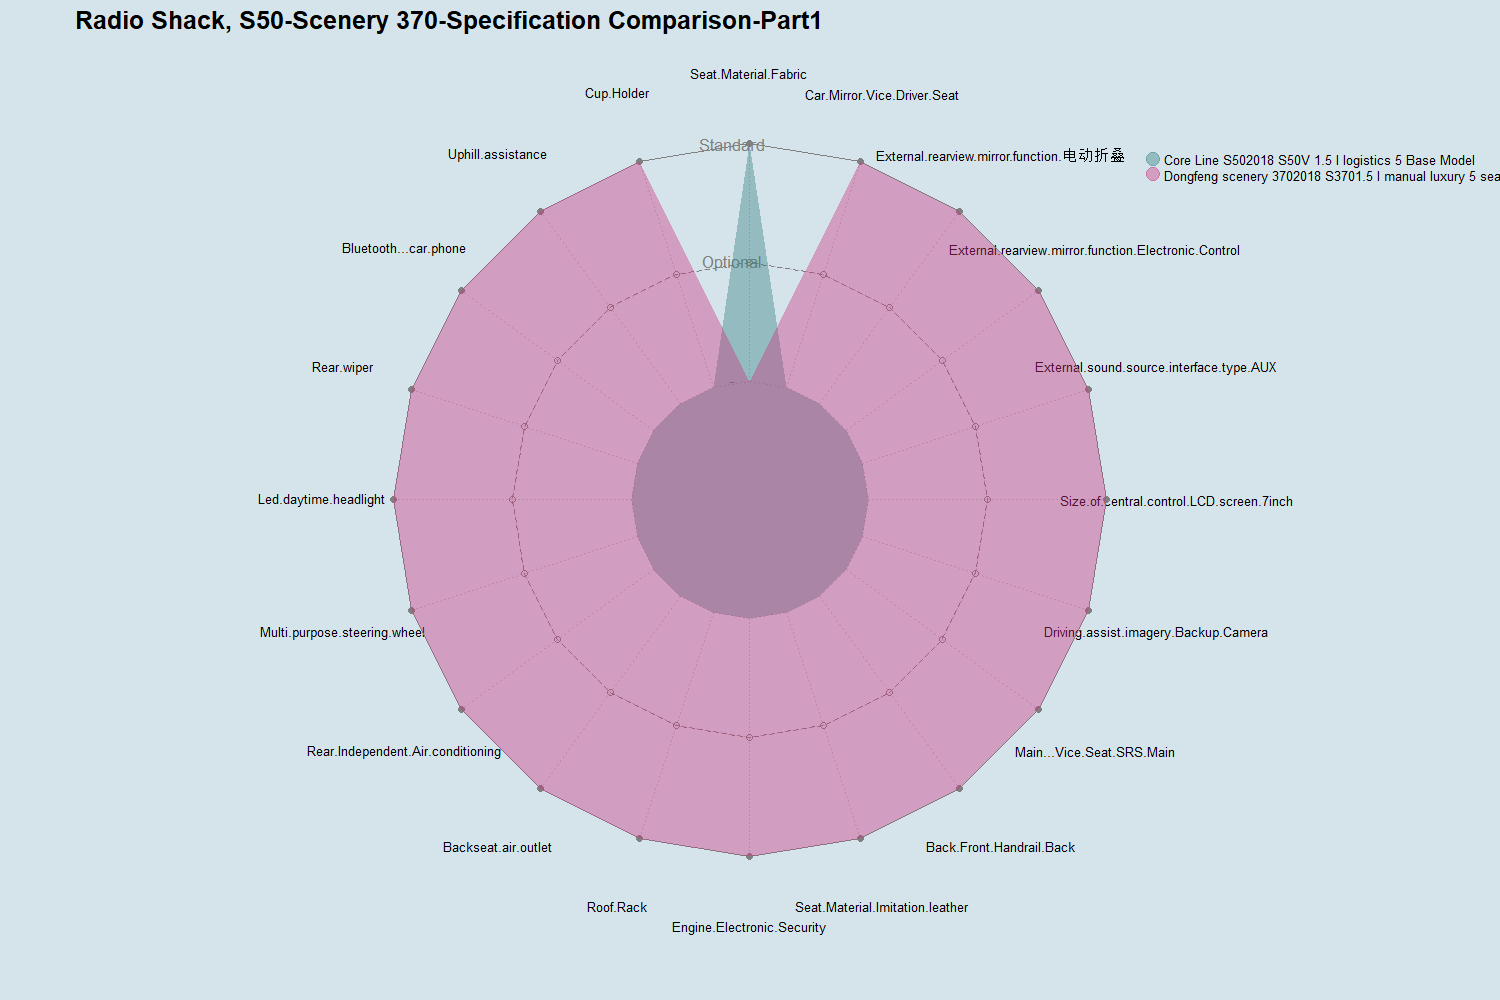 Radio Shack, S50-Scenery 370-Specification Comparison-Part1
Seat.Material.Fabric
Cup.Holder
Car.Mirror.Vice.Driver.Seat
Standard
Uphill.assistance
External.rearview.mirror.function.电动折叠
Core Line S502018 S50V 1.5 l logistics 5 Base Model
Dongfeng scenery 3702018 S3701.5 l manual luxury 5 sea
Bluetooth...car.phone
External.rearview.mirror.function.Electronic.Control
Optional
Rear.wiper
External.sound.source.interface.type.AUX
Led.daytime.headlight
Size.of.central.control.LCD.screen.7inch
Multi.purpose.steering.wheel
Driving.assist.imagery.Backup.Camera
Rear.Independent.Air.conditioning
Main...Vice.Seat.SRS.Main
Backseat.air.outlet
Back.Front.Handrail.Back
Roof.Rack
Seat.Material.Imitation.leather
Engine.Electronic.Security